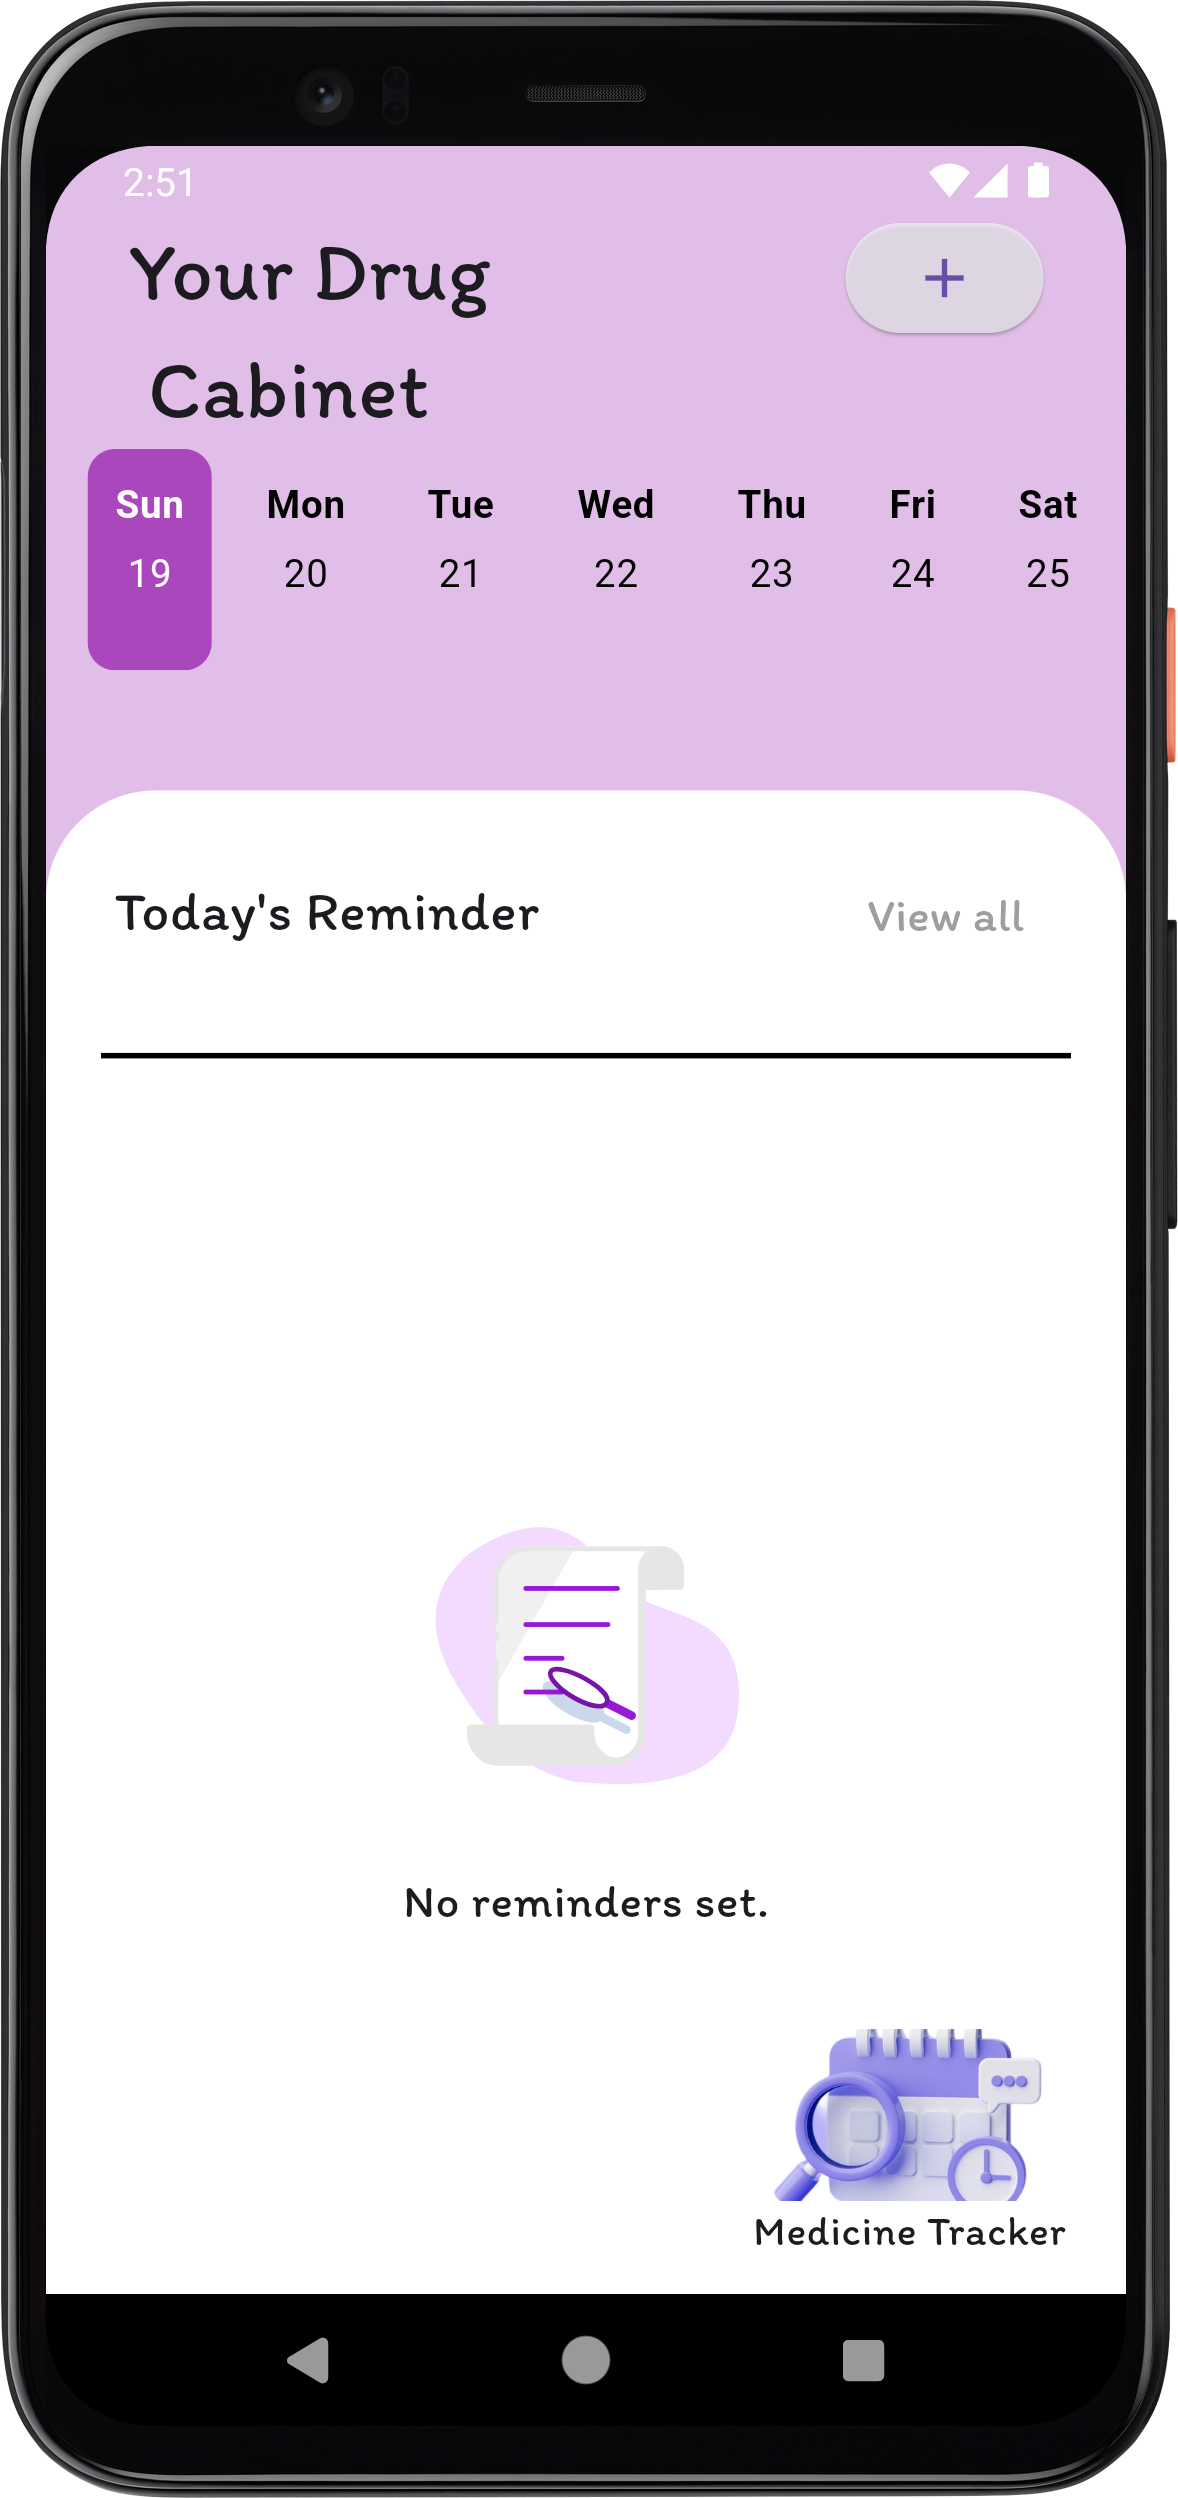 2:51
Your Drug
Cabinet
Sun Mon Tue Wed Thu Fri Sat
19 20 21 22 23 24 25
Today's Reminder View all
No reminders set.
Medicine Tracker